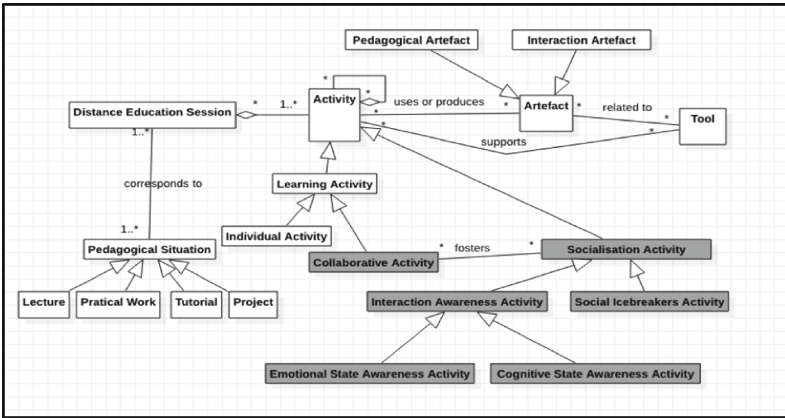 Pedagogical Artefact
Interaction Artefact
*
*
Activity
1..*
*
Distance Education Session
uses or produces
*
*
Artefact
*
related to
*
Tool
*
supports
*
1..*
corresponds to
1..*
Learning Activity
Individual Activity
Pedagogical Situation
Collaborative Activity
*
fosters
*
Socialisation Activity
Lecture
Pratical Work
Tutorial
Project
Interaction Awareness Activity
Social Icebreakers Activity
Emotional State Awareness Activity
Cognitive State Awareness Activity